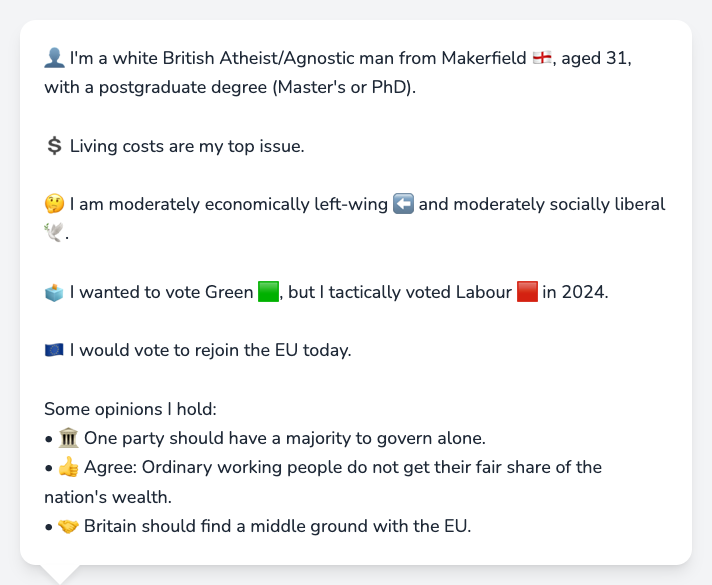 👤 I'm a white British Atheist/Agnostic man from Makerfield 🏴󠁧󠁢󠁥󠁮󠁧󠁿, aged 31,
with a postgraduate degree (Master's or PhD).
💲 Living costs are my top issue.
🤔 I am moderately economically left-wing ⬅️ and moderately socially liberal
🕊️.
🗳️ I wanted to vote Green 🟩, but I tactically voted Labour 🟥 in 2024.
🇪🇺 I would vote to rejoin the EU today.
Some opinions I hold:
• 🏛️ One party should have a majority to govern alone.
• 👍 Agree: Ordinary working people do not get their fair share of the
nation's wealth.
• 🤝 Britain should find a middle ground with the EU.